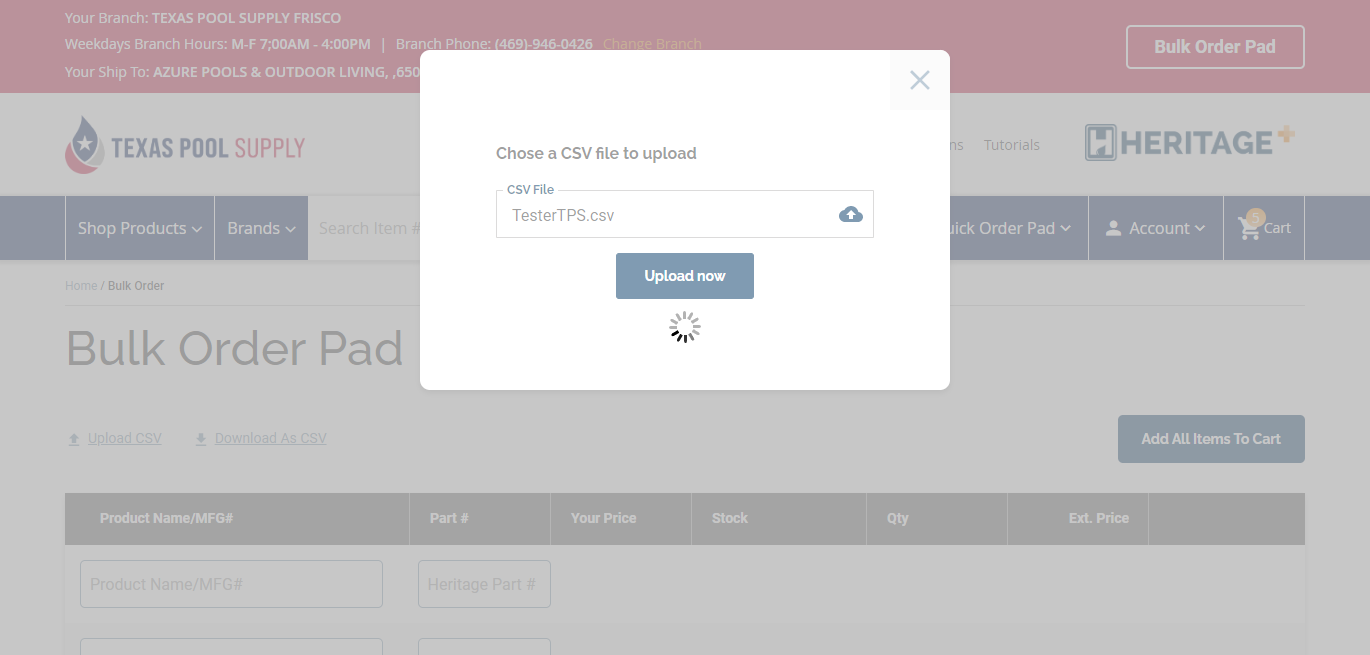 Your Branch: TEXAS POOL SUPPLY FRISCO
Weekdays Branch Hours: M-F 7;00AM - 4:00PM | Branch Phone: (469)-946-0426 Change Branch
Your Ship To: AZURE POOLS & OUTDOOR LIVING, ,650
Bulk Order Pad
TEXAS POOL SUPPLY
Tutorials
HERITAGE+
Shop Products
Brands
Search Item #
uick Order Pad
Account
5
Cart
Chose a CSV file to upload
CSV File
TesterTPS.csv
Upload now
Home / Bulk Order
Bulk Order Pad
Upload CSV
Download As CSV
Add All Items To Cart
Product Name/MFG# Part # Your Price Stock Qty Ext. Price
Product Name/MFG# Heritage Part #